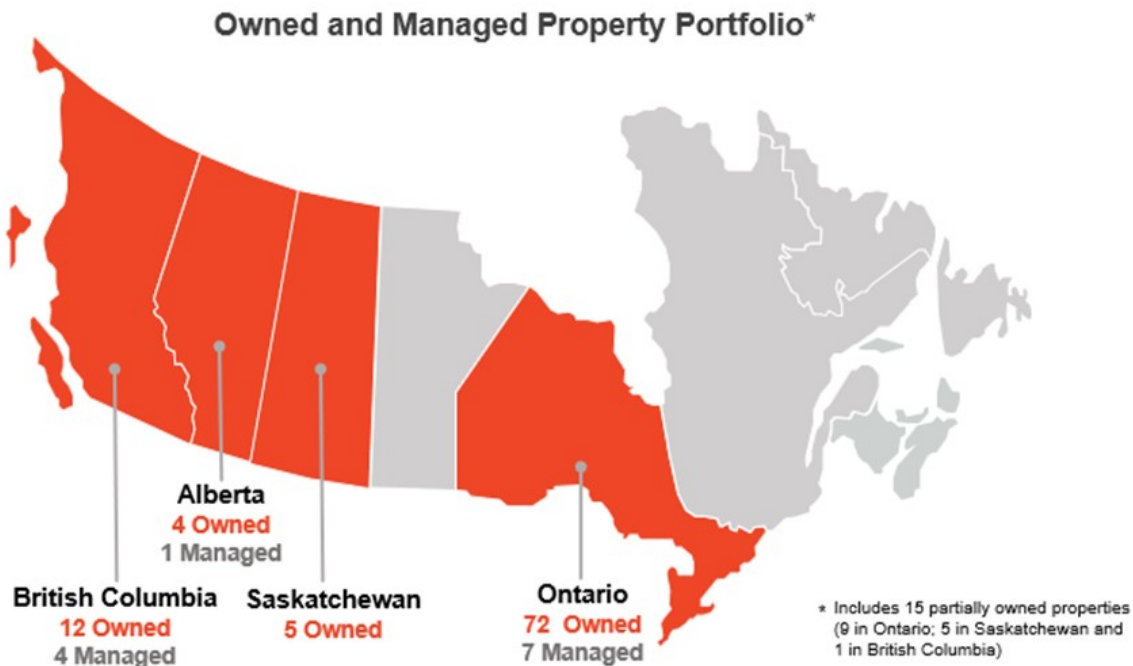 Owned and Managed Property Portfolio*
Alberta
4 Owned
1 Managed
British Columbia
12 Owned
4 Managed
Saskatchewan
5 Owned
Ontario
72 Owned
7 Managed
* Includes 15 partially owned properties
(9 in Ontario; 5 in Saskatchewan and
1 in British Columbia)